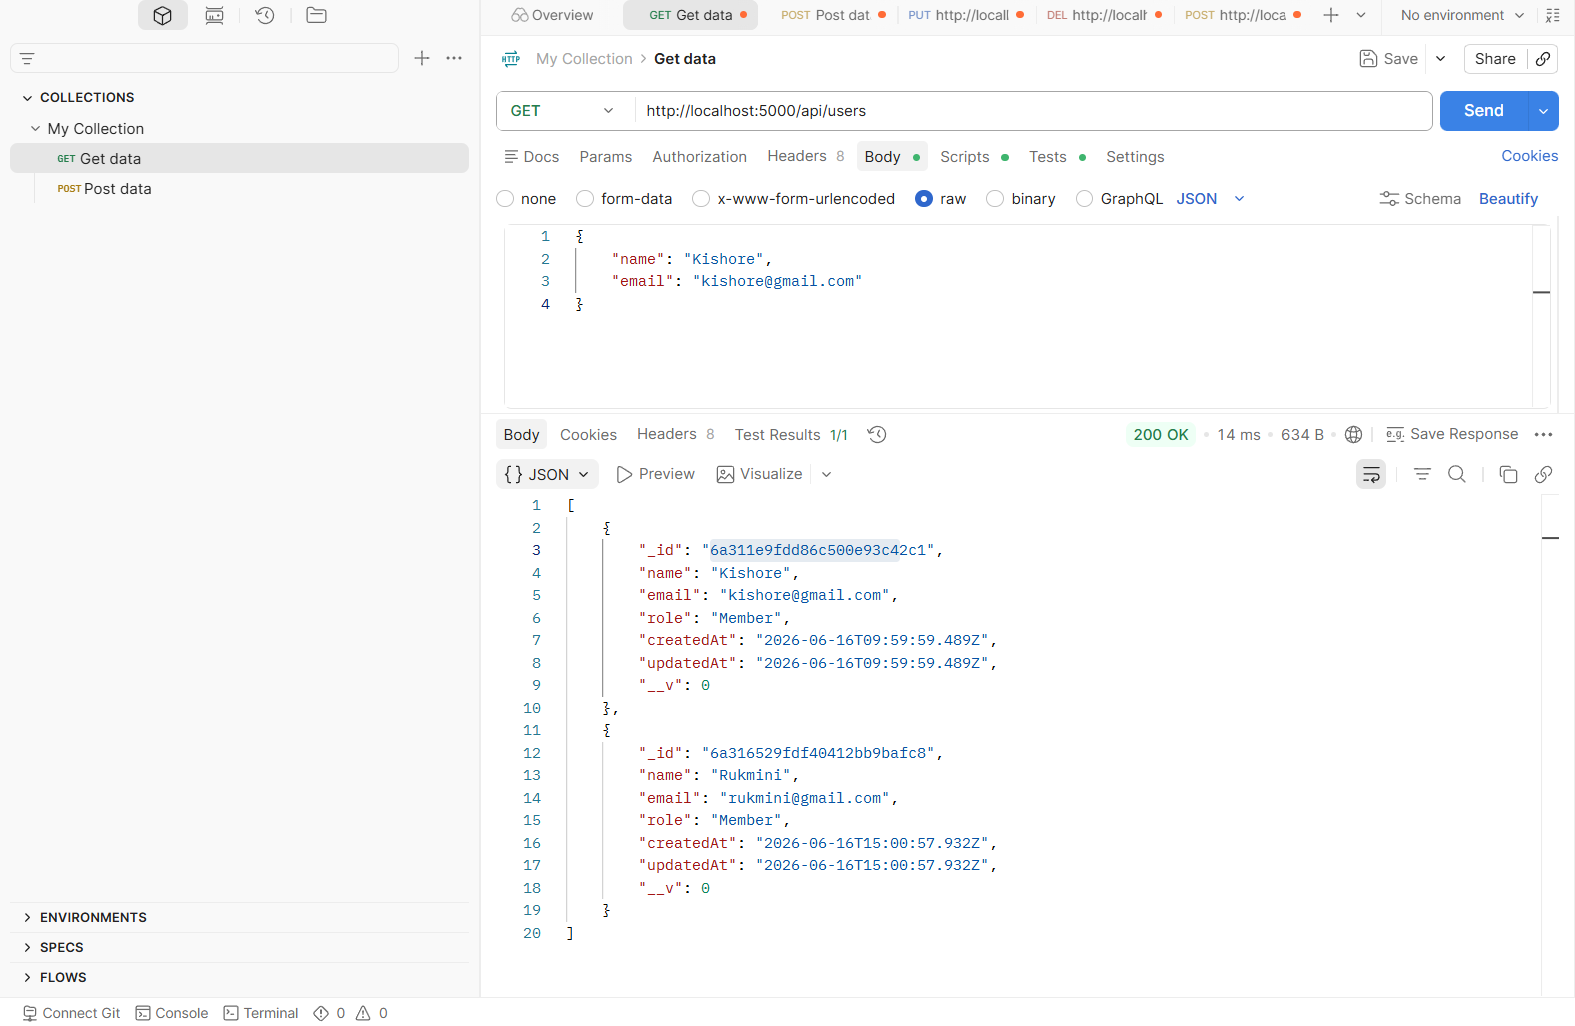 Overview
GET Get data
POST Post dat
PUT http://locall
DEL http://localh
POST http://loca
No environment
HTTP My Collection > Get data
Save
Share
COLLECTIONS
My Collection
GET Get data
POST Post data
GET
http://localhost:5000/api/users
Send
Docs Params Authorization Headers 8 Body Scripts Tests Settings
Cookies
none form-data x-www-form-urlencoded raw binary GraphQL JSON
Schema Beautify
1 {
2 "name": "Kishore",
3 "email": "kishore@gmail.com"
4 }
Body Cookies Headers 8 Test Results 1/1
200 OK 14 ms 634 B e.g. Save Response
{} JSON Preview Visualize
1 [
2 {
3 "_id": "6a311e9fdd86c500e93c42c1",
4 "name": "Kishore",
5 "email": "kishore@gmail.com",
6 "role": "Member",
7 "createdAt": "2026-06-16T09:59:59.489Z",
8 "updatedAt": "2026-06-16T09:59:59.489Z",
9 "__v": 0
10 },
11 {
12 "_id": "6a316529fdf40412bb9bafc8",
13 "name": "Rukmini",
14 "email": "rukmini@gmail.com",
15 "role": "Member",
16 "createdAt": "2026-06-16T15:00:57.932Z",
17 "updatedAt": "2026-06-16T15:00:57.932Z",
18 "__v": 0
19 }
20 ]
ENVIRONMENTS
SPECS
FLOWS
Connect Git Console Terminal 0 0